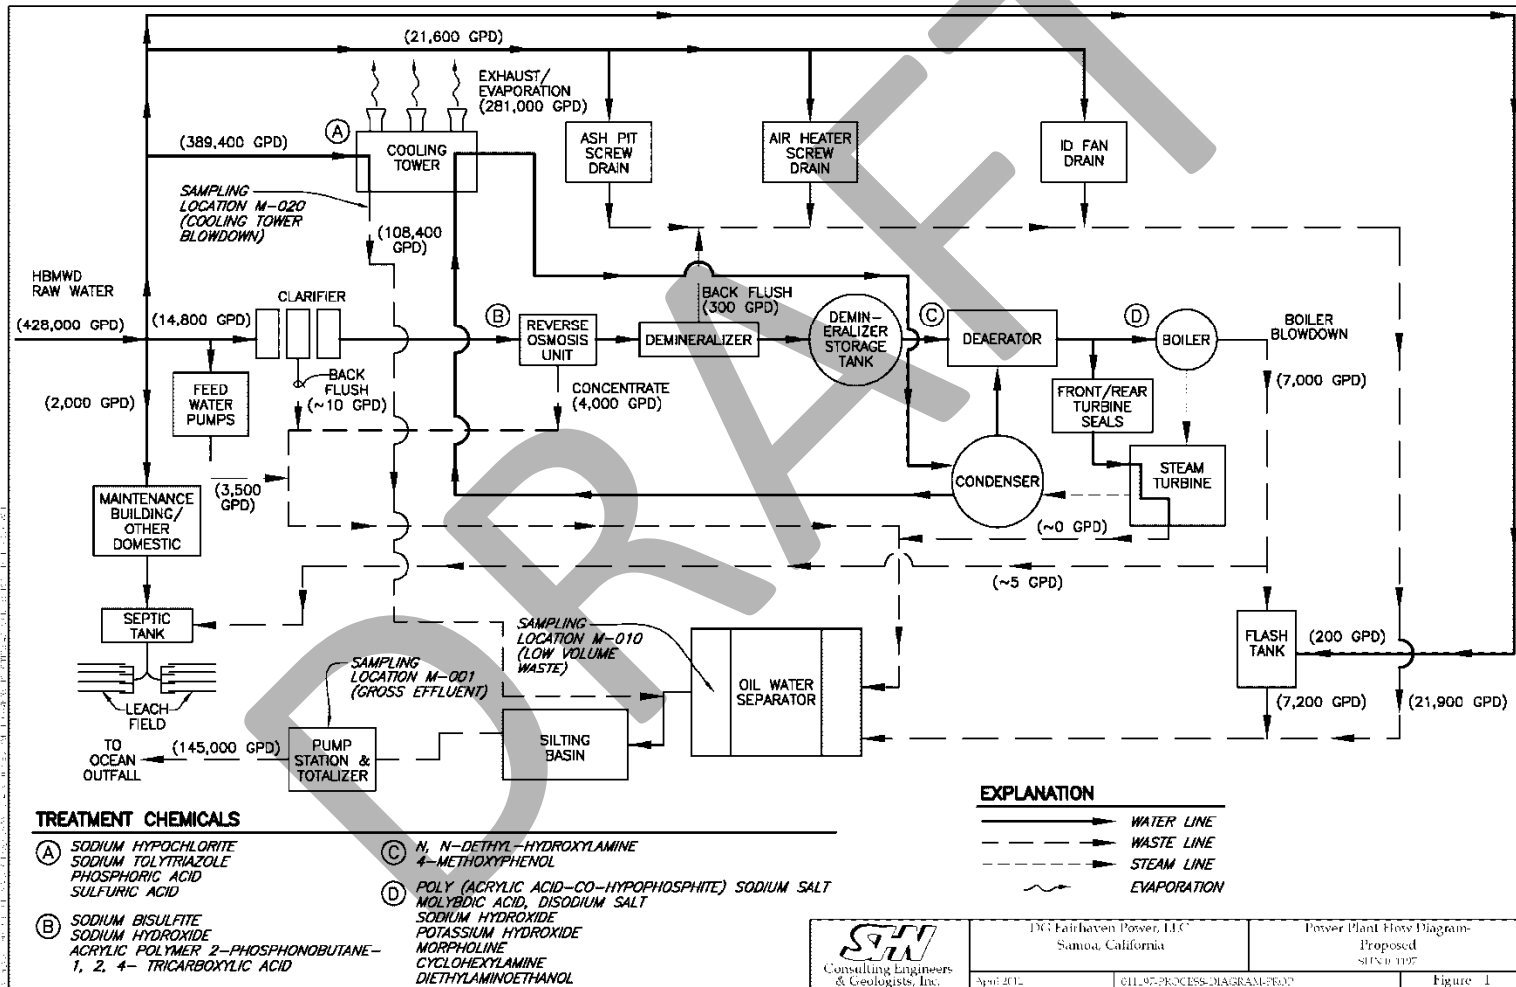 (21,600 GPD)
EXHAUST/
EVAPORATION
(281,000 GPD)
A
(389,400 GPD)
COOLING
TOWER
ASH PIT
SCREW
DRAIN
AIR HEATER
SCREW
DRAIN
ID FAN
DRAIN
SAMPLING
LOCATION M-020
(COOLING TOWER
BLOWDOWN)
(108,400
GPD)
HBMWD
RAW WATER
(428,000 GPD)
(14,800 GPD)
CLARIFIER
BACK
FLUSH
(~10 GPD)
B
REVERSE
OSMOSIS
UNIT
CONCENTRATE
(4,000 GPD)
DEMINERALIZER
BACK FLUSH
(300 GPD)
DEMIN-
ERALIZER
STORAGE
TANK
C
DEAERATOR
D
BOILER
BOILER
BLOWDOWN
(7,000 GPD)
(2,000 GPD)
FEED
WATER
PUMPS
(3,500
GPD)
FRONT/REAR
TURBINE
SEALS
STEAM
TURBINE
CONDENSER
(~0 GPD)
(~5 GPD)
MAINTENANCE
BUILDING/
OTHER
DOMESTIC
SEPTIC
TANK
LEACH
FIELD
SAMPLING
LOCATION M-010
(LOW VOLUME
WASTE)
SAMPLING
LOCATION M-001
(GROSS EFFLUENT)
OIL WATER
SEPARATOR
FLASH
TANK
(200 GPD)
(7,200 GPD)
(21,900 GPD)
TO
OCEAN
OUTFALL
(145,000 GPD)
PUMP
STATION &
TOTALIZER
SILTING
BASIN
DRAFT
TREATMENT CHEMICALS
A
SODIUM HYPOCHLORITE
SODIUM TOLYTRIAZOLE
PHOSPHORIC ACID
SULFURIC ACID
B
SODIUM BISULFITE
SODIUM HYDROXIDE
ACRYLIC POLYMER 2-PHOSPHONOBUTANE-
1, 2, 4- TRICARBOXYLIC ACID
C
N, N-DETHYL-HYDROXYLAMINE
4-METHOXYPHENOL
D
POLY (ACRYLIC ACID-CO-HYPOPHOSPHITE) SODIUM SALT
MOLYBDIC ACID, DISODIUM SALT
SODIUM HYDROXIDE
POTASSIUM HYDROXIDE
MORPHOLINE
CYCLOHEXYLAMINE
DIETHYLAMINOETHANOL
EXPLANATION
WATER LINE
WASTE LINE
STEAM LINE
EVAPORATION
SHN
Consulting Engineers
& Geologists, Inc.
DG Fairhaven Power, LLC
Samoa, California
Power Plant Flow Diagram-
Proposed
April
011197-PROCESS-DIAGRAM-PROP
Figure 1